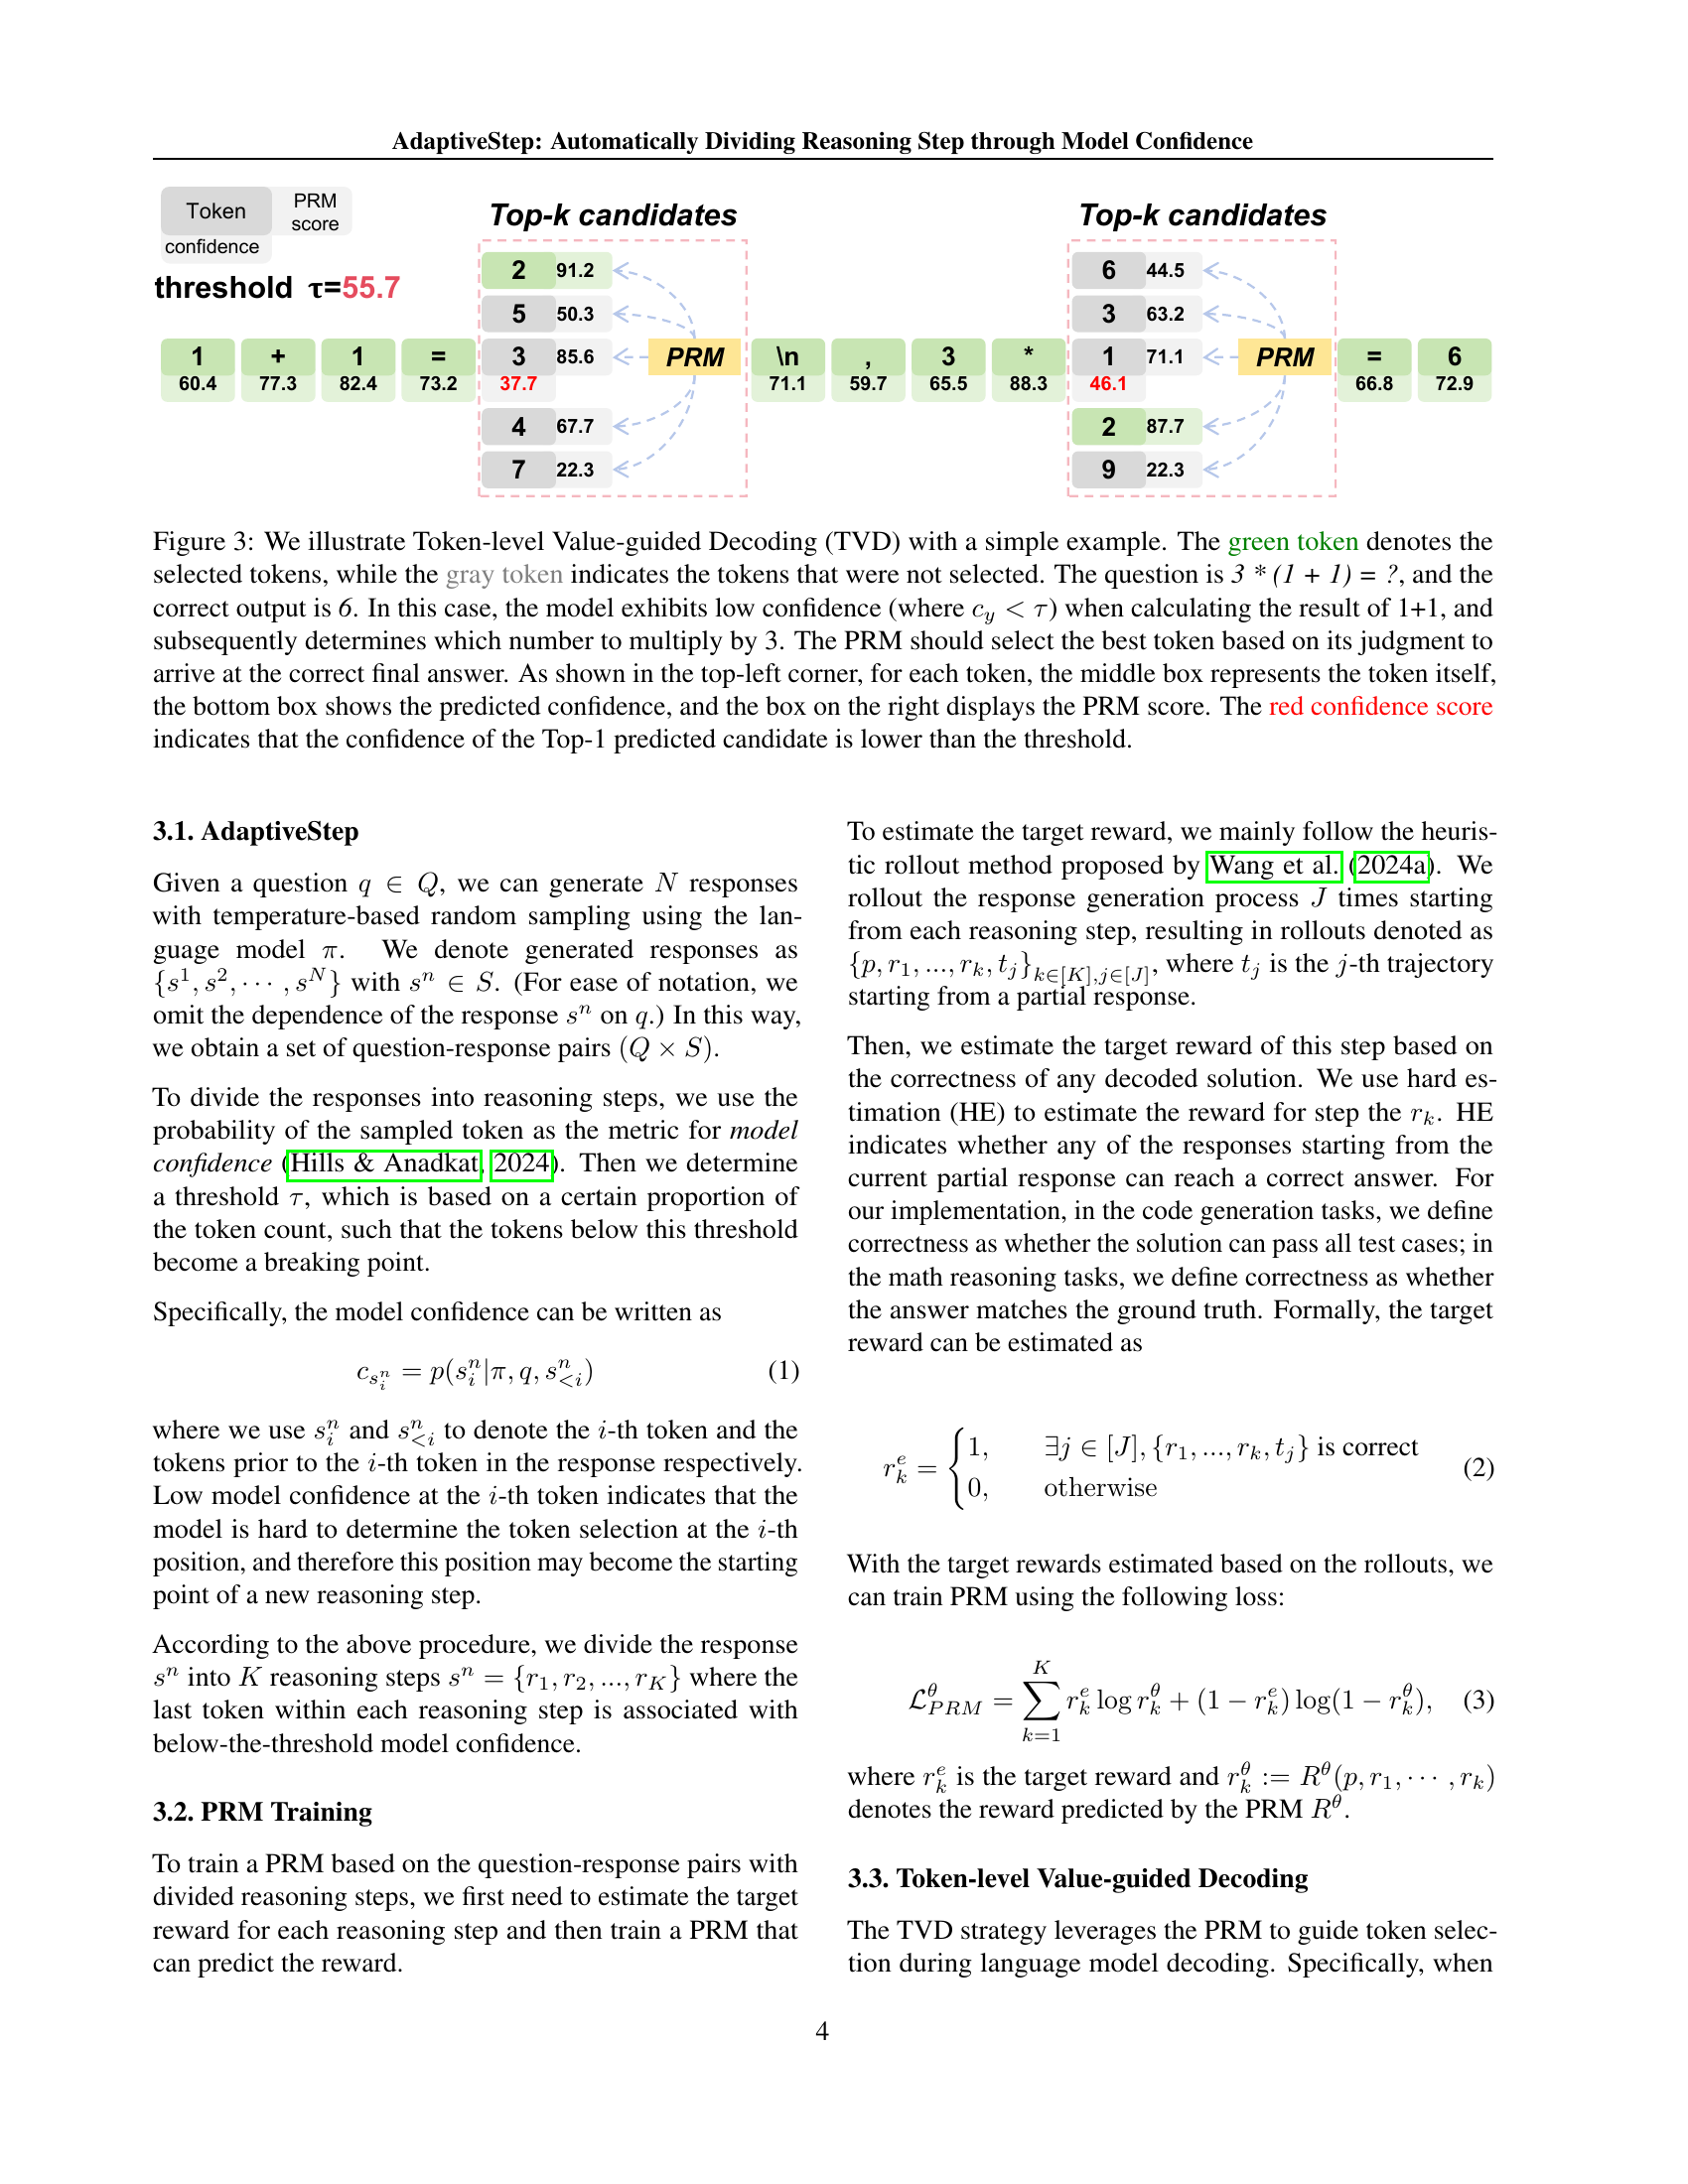 AdaptiveStep: Automatically Dividing Reasoning Step through Model Confidence
Token
PRM
score
confidence
threshold τ=55.7
Top-k candidates
Top-k candidates
1
60.4
+
77.3
1
82.4
=
73.2
2 91.2
5 50.3
3 85.6
37.7
4 67.7
7 22.3
PRM
\n
71.1
,
59.7
3
65.5
*
88.3
6 44.5
3 63.2
1 71.1
46.1
2 87.7
9 22.3
PRM
=
66.8
6
72.9
Figure 3: We illustrate Token-level Value-guided Decoding (TVD) with a simple example. The green token denotes the
selected tokens, while the gray token indicates the tokens that were not selected. The question is 3 * (1 + 1) = ?, and the
correct output is 6. In this case, the model exhibits low confidence (where c_y < τ) when calculating the result of 1+1, and
subsequently determines which number to multiply by 3. The PRM should select the best token based on its judgment to
arrive at the correct final answer. As shown in the top-left corner, for each token, the middle box represents the token itself,
the bottom box shows the predicted confidence, and the box on the right displays the PRM score. The red confidence score
indicates that the confidence of the Top-1 predicted candidate is lower than the threshold.
3.1. AdaptiveStep
Given a question q ∈ Q, we can generate N responses
with temperature-based random sampling using the lan-
guage model π. We denote generated responses as
{s^1, s^2, ⋯ , s^N} with s^n ∈ S. (For ease of notation, we
omit the dependence of the response s^n on q.) In this way,
we obtain a set of question-response pairs (Q × S).
To divide the responses into reasoning steps, we use the
probability of the sampled token as the metric for model
confidence (Hills & Anadkat, 2024). Then we determine
a threshold τ, which is based on a certain proportion of
the token count, such that the tokens below this threshold
become a breaking point.
Specifically, the model confidence can be written as
c_{s_i^n} = p(s_i^n|π, q, s_{<i}^n) (1)
where we use s_i^n and s_{<i}^n to denote the i-th token and the
tokens prior to the i-th token in the response respectively.
Low model confidence at the i-th token indicates that the
model is hard to determine the token selection at the i-th
position, and therefore this position may become the starting
point of a new reasoning step.
According to the above procedure, we divide the response
s^n into K reasoning steps s^n = {r_1, r_2, ..., r_K} where the
last token within each reasoning step is associated with
below-the-threshold model confidence.
3.2. PRM Training
To train a PRM based on the question-response pairs with
divided reasoning steps, we first need to estimate the target
reward for each reasoning step and then train a PRM that
can predict the reward.
To estimate the target reward, we mainly follow the heuris-
tic rollout method proposed by Wang et al. (2024a). We
rollout the response generation process J times starting
from each reasoning step, resulting in rollouts denoted as
{p, r_1, ..., r_k, t_j}_{k∈[K],j∈[J]}, where t_j is the j-th trajectory
starting from a partial response.
Then, we estimate the target reward of this step based on
the correctness of any decoded solution. We use hard es-
timation (HE) to estimate the reward for step the r_k. HE
indicates whether any of the responses starting from the
current partial response can reach a correct answer. For
our implementation, in the code generation tasks, we define
correctness as whether the solution can pass all test cases; in
the math reasoning tasks, we define correctness as whether
the answer matches the ground truth. Formally, the target
reward can be estimated as
r_k^e = { 1, ∃j ∈ [J], {r_1, ..., r_k, t_j} is correct
0, otherwise (2)
With the target rewards estimated based on the rollouts, we
can train PRM using the following loss:
L_{PRM}^θ = ∑_{k=1}^{K} r_k^e log r_k^θ + (1 − r_k^e) log(1 − r_k^θ), (3)
where r_k^e is the target reward and r_k^θ := R^θ(p, r_1, ⋯ , r_k)
denotes the reward predicted by the PRM R^θ.
3.3. Token-level Value-guided Decoding
The TVD strategy leverages the PRM to guide token selec-
tion during language model decoding. Specifically, when
4